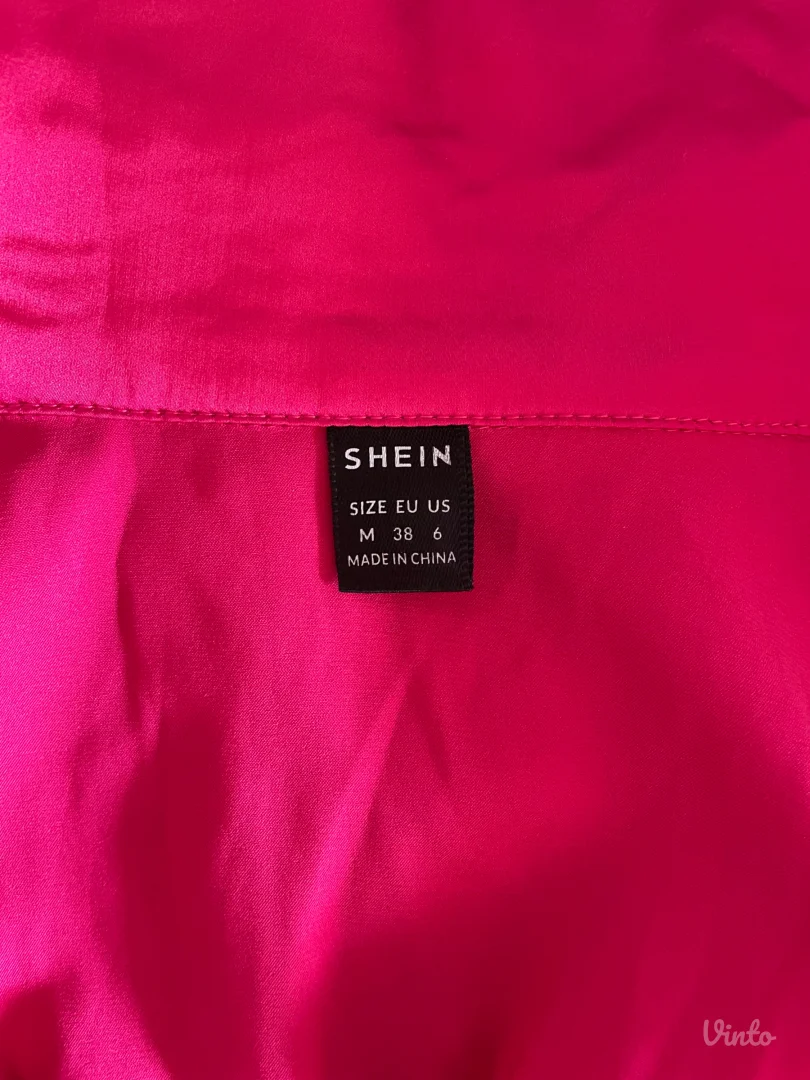 SHEIN
SIZE EU US
M 38 6
MADE IN CHINA
Vinto